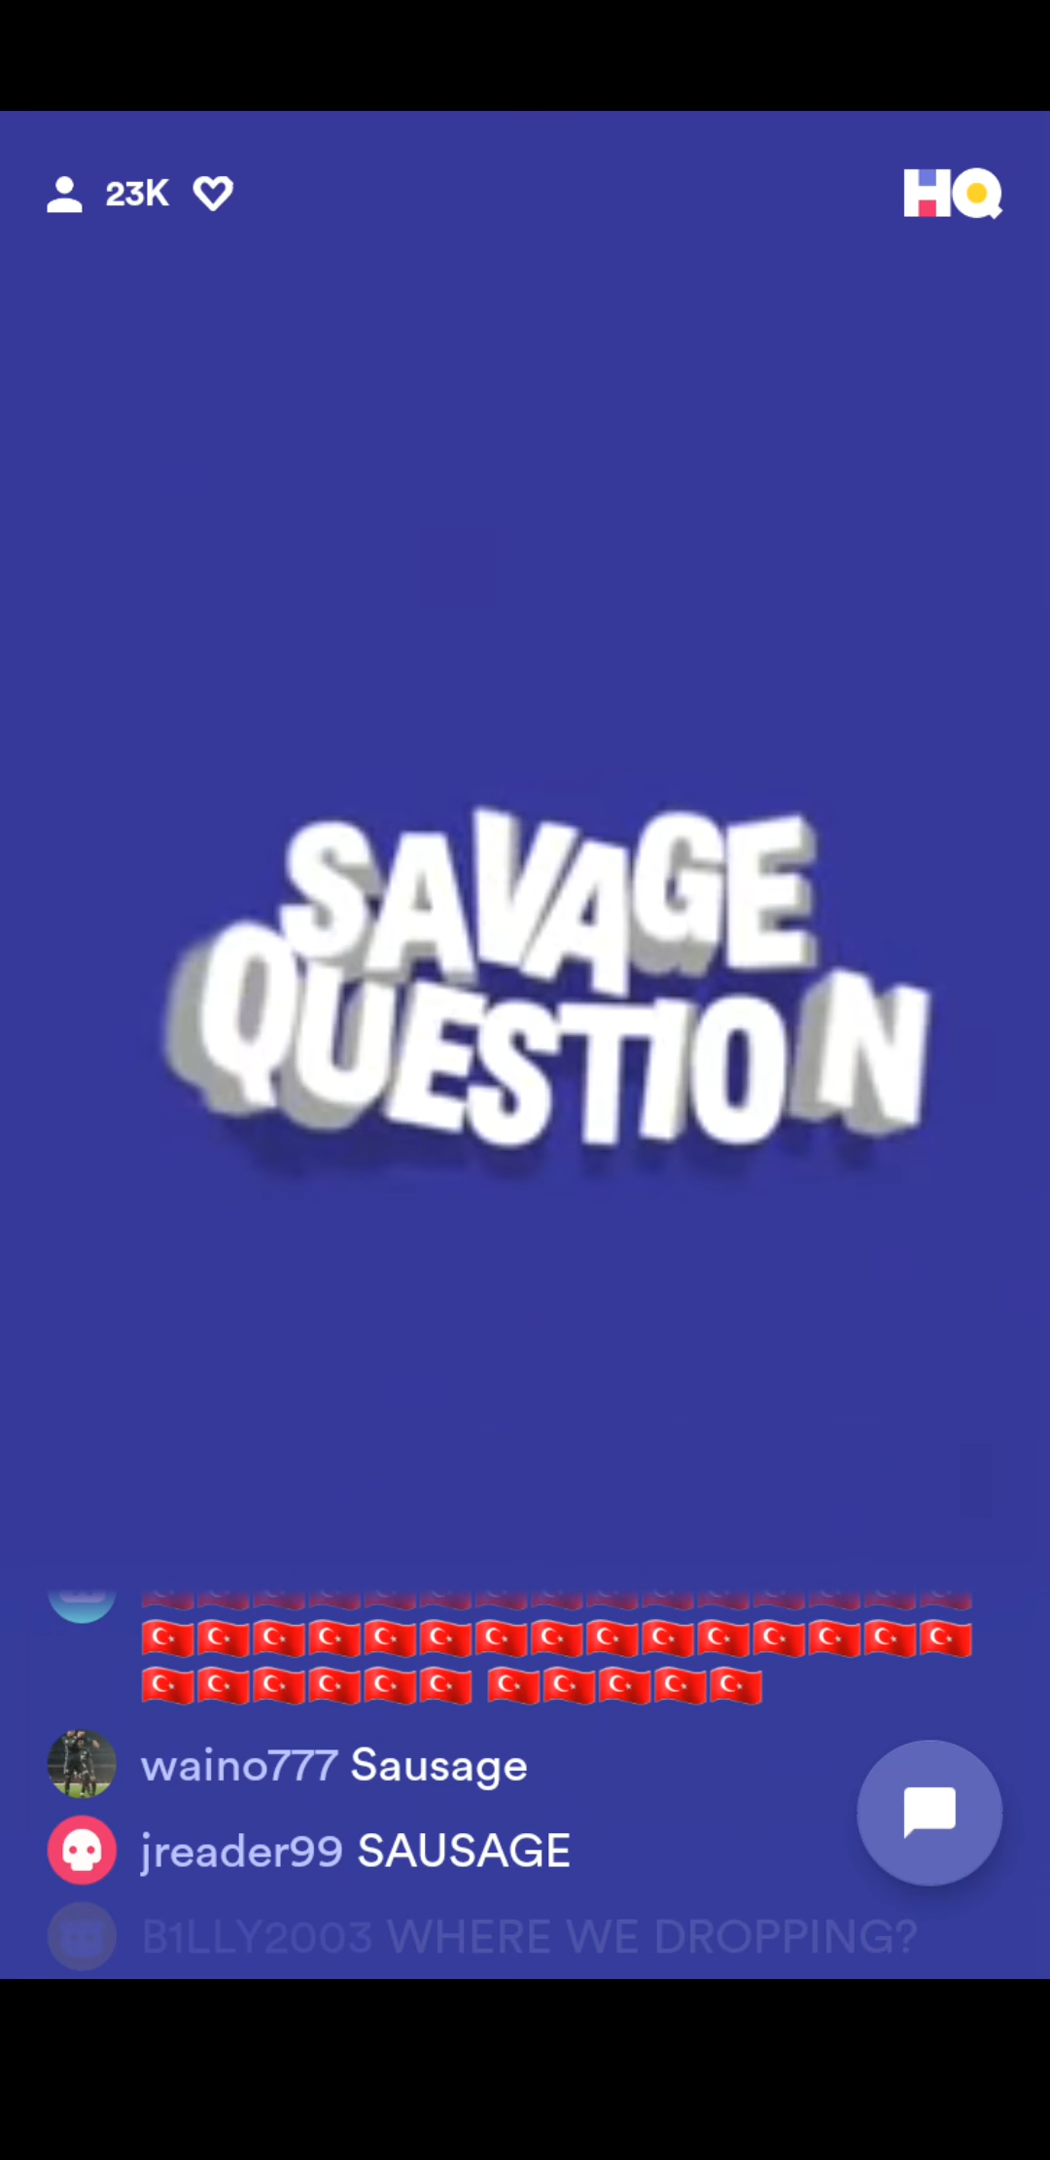 23K
HQ
SAVAGE
QUESTION
waino777 Sausage
jreader99 SAUSAGE
B1LLY2003 WHERE WE DROPPING?